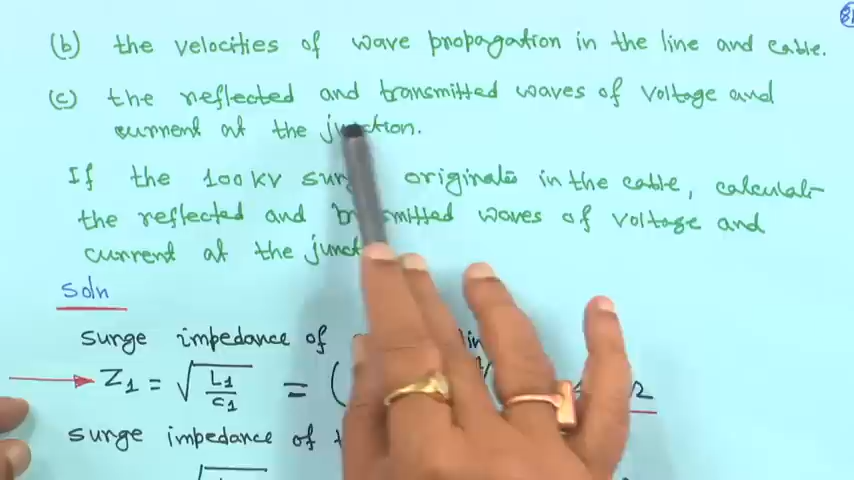 (b) the velocities of wave propagation in the line and cable.
(c) the reflected and transmitted waves of voltage and
current at the junction.
If the 100 kV originates in the cable, calculate
the reflected and transmitted waves of voltage and
current at the
Soln
surge impedance of
Z1 = √(L1/C1) = (
surge impedance of